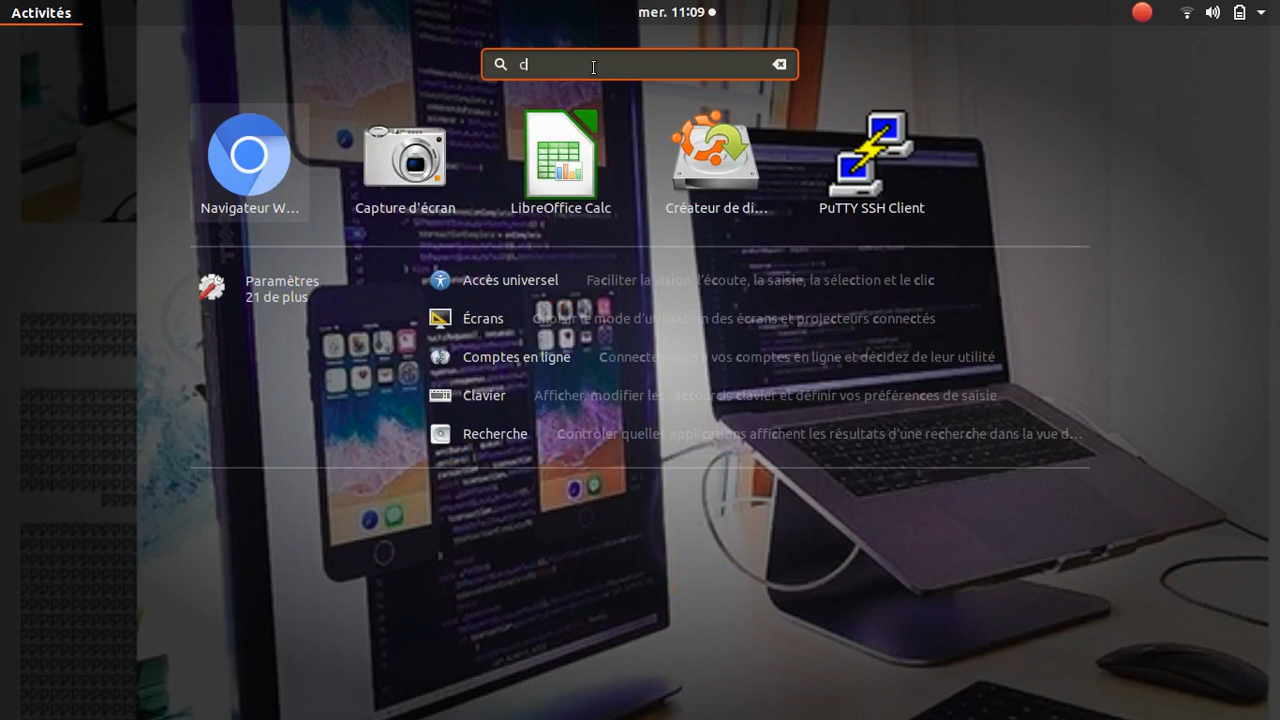 Activités
mer. 11:09
c
Navigateur W…
Capture d'écran
LibreOffice Calc
Créateur de di…
PuTTY SSH Client
Paramètres
21 de plus
Accès universel Faciliter la vision, l'écoute, la saisie, la sélection et le clic
Écrans Choisir le mode d'utilisation des écrans et projecteurs connectés
Comptes en ligne Connectez-vous à vos comptes en ligne et décidez de leur utilité
Clavier Afficher, modifier les raccourcis clavier et définir vos préférences de saisie
Recherche Contrôler quelles applications affichent les résultats d'une recherche dans la vue d…